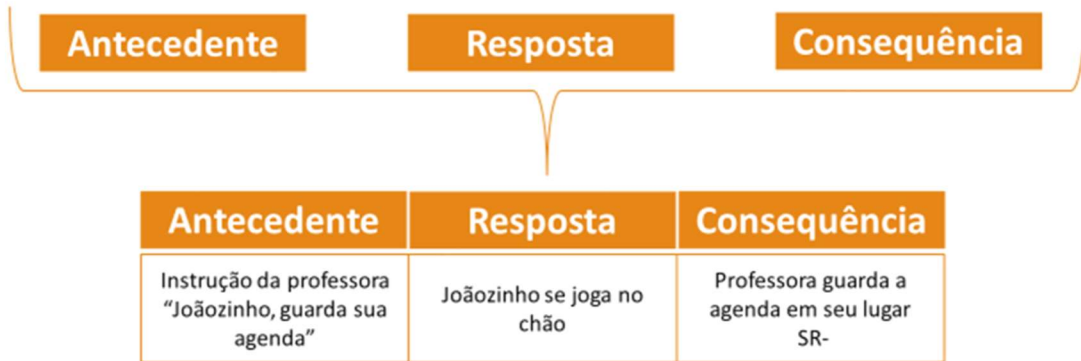 Antecedente
Resposta
Consequência
Antecedente
Resposta
Consequência
Instrução da professora
“Joãozinho, guarda sua
agenda”
Joãozinho se joga no
chão
Professora guarda a
agenda em seu lugar
SR-